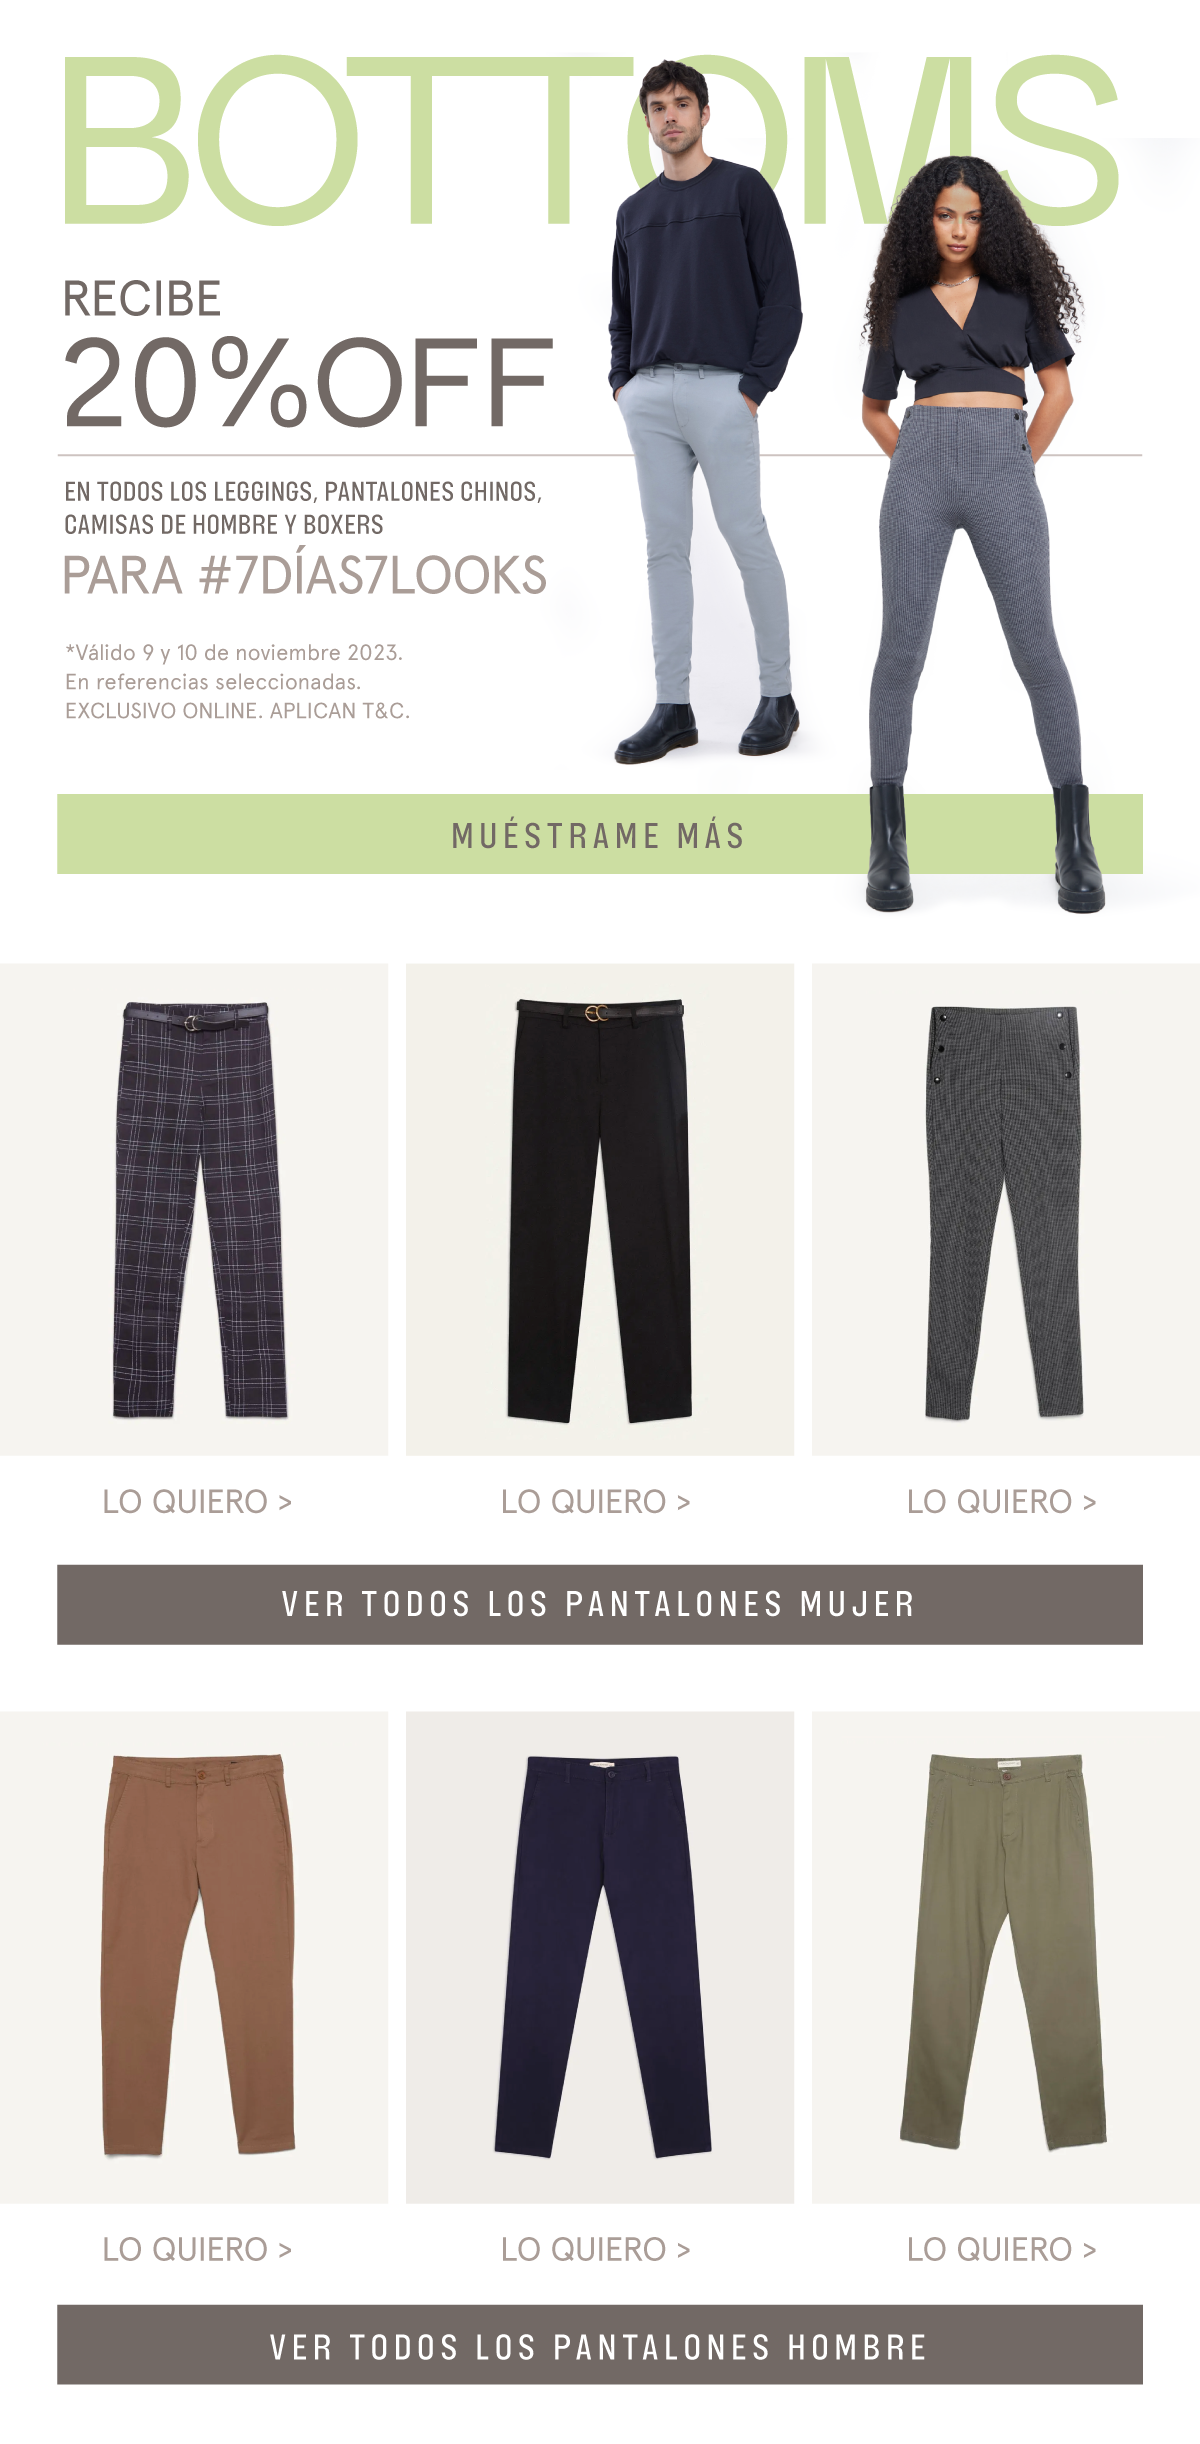 BOTTOMS
RECIBE
20%OFF
EN TODOS LOS LEGGINGS, PANTALONES CHINOS,
CAMISAS DE HOMBRE Y BOXERS
PARA #7DÍAS7LOOKS
*Válido 9 y 10 de noviembre 2023.
En referencias seleccionadas.
EXCLUSIVO ONLINE. APLICAN T&C.
MUÉSTRAME MÁS
LO QUIERO >
LO QUIERO >
LO QUIERO >
VER TODOS LOS PANTALONES MUJER
LO QUIERO >
LO QUIERO >
LO QUIERO >
VER TODOS LOS PANTALONES HOMBRE